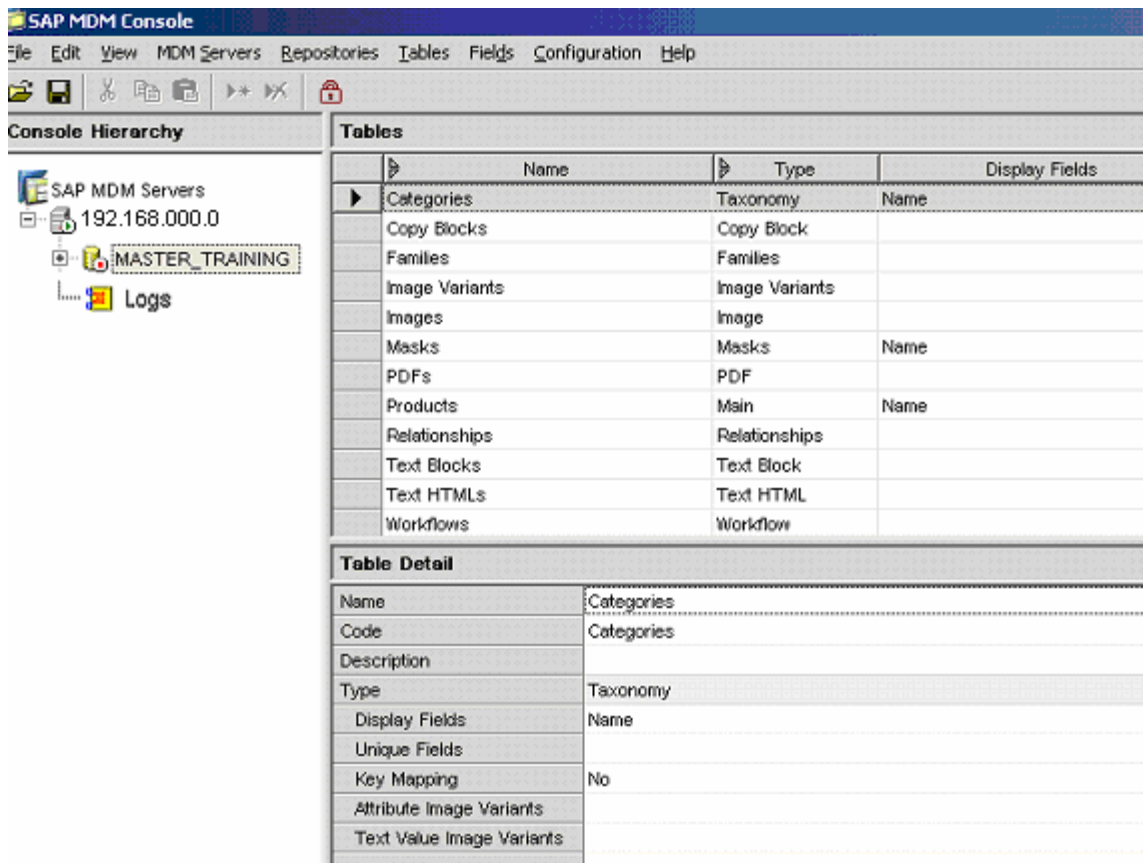 SAP MDM Console
File Edit View MDM Servers Repositories Tables Fields Configuration Help
Console Hierarchy
SAP MDM Servers
192.168.000.0
MASTER_TRAINING
Logs
Tables
Name Type Display Fields
Categories Taxonomy Name
Copy Blocks Copy Block
Families Families
Image Variants Image Variants
Images Image
Masks Masks Name
PDFs PDF
Products Main Name
Relationships Relationships
Text Blocks Text Block
Text HTMLs Text HTML
Workflows Workflow
Table Detail
Name Categories
Code Categories
Description
Type Taxonomy
Display Fields Name
Unique Fields
Key Mapping No
Attribute Image Variants
Text Value Image Variants